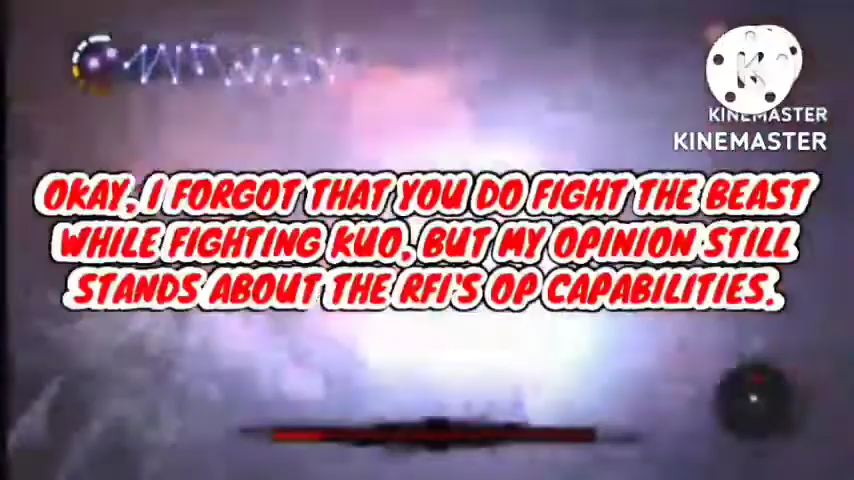 KINEMASTER
KINEMASTER
OKAY, I FORGOT THAT YOU DO FIGHT THE BEAST
WHILE FIGHTING KUO, BUT MY OPINION STILL
STANDS ABOUT THE RFI'S OP CAPABILITIES.